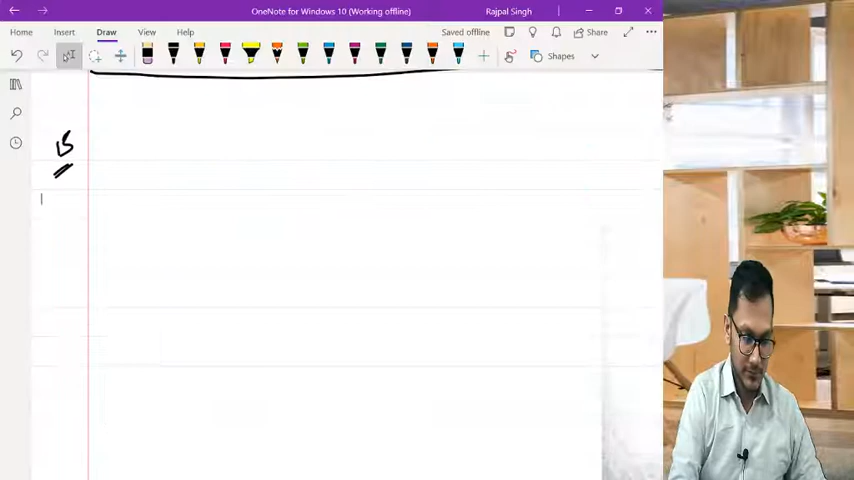 OneNote for Windows 10 (Working offline)
Rajpal Singh
Home Insert Draw View Help
Saved offline
Share
Shapes